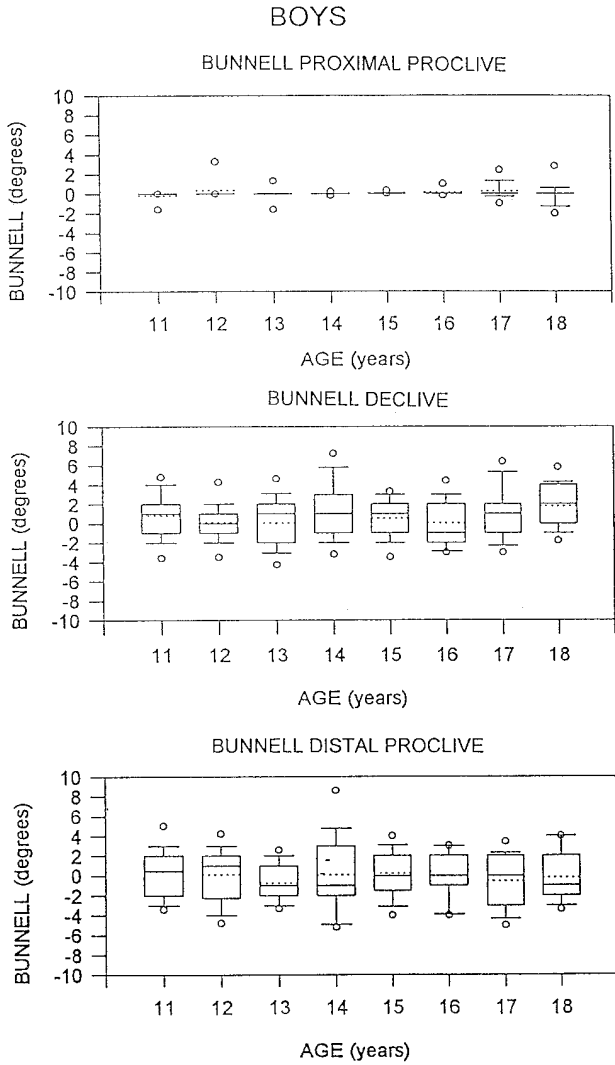 BOYS
BUNNELL PROXIMAL PROCLIVE
BUNNELL (degrees)
10
8
6
4
2
0
-2
-4
-6
-8
-10
11 12 13 14 15 16 17 18
AGE (years)
BUNNELL DECLIVE
BUNNELL (degrees)
10
8
6
4
2
0
-2
-4
-6
-8
-10
11 12 13 14 15 16 17 18
AGE (years)
BUNNELL DISTAL PROCLIVE
BUNNELL (degrees)
10
8
6
4
2
0
-2
-4
-6
-8
-10
11 12 13 14 15 16 17 18
AGE (years)